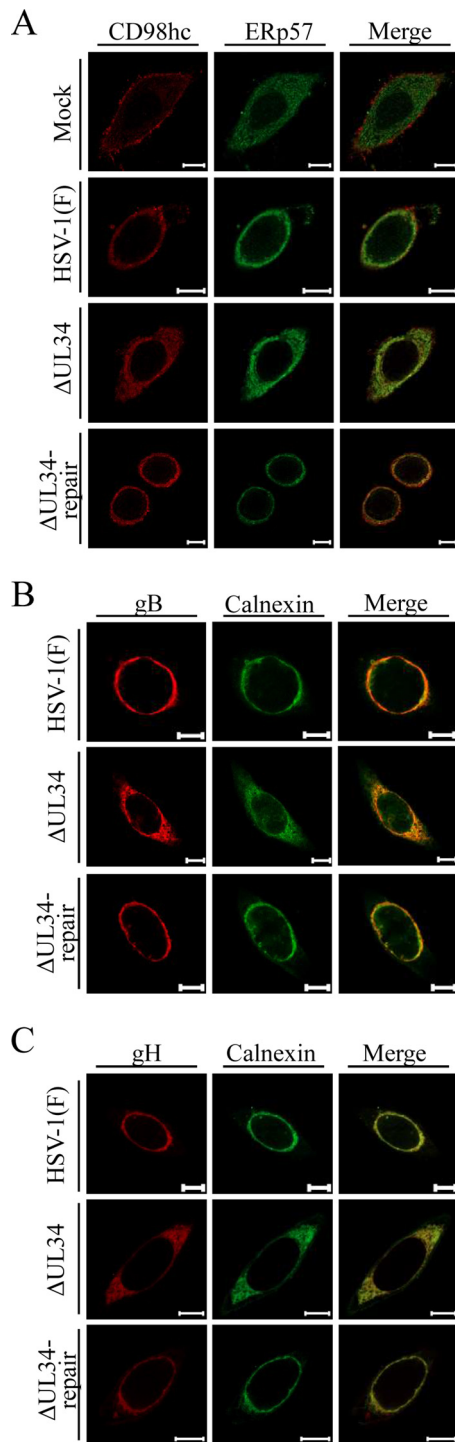 A
CD98hc ERp57 Merge
Mock
HSV-1(F)
ΔUL34
ΔUL34-
repair
B
gB Calnexin Merge
HSV-1(F)
ΔUL34
ΔUL34-
repair
C
gH Calnexin Merge
HSV-1(F)
ΔUL34
ΔUL34-
repair